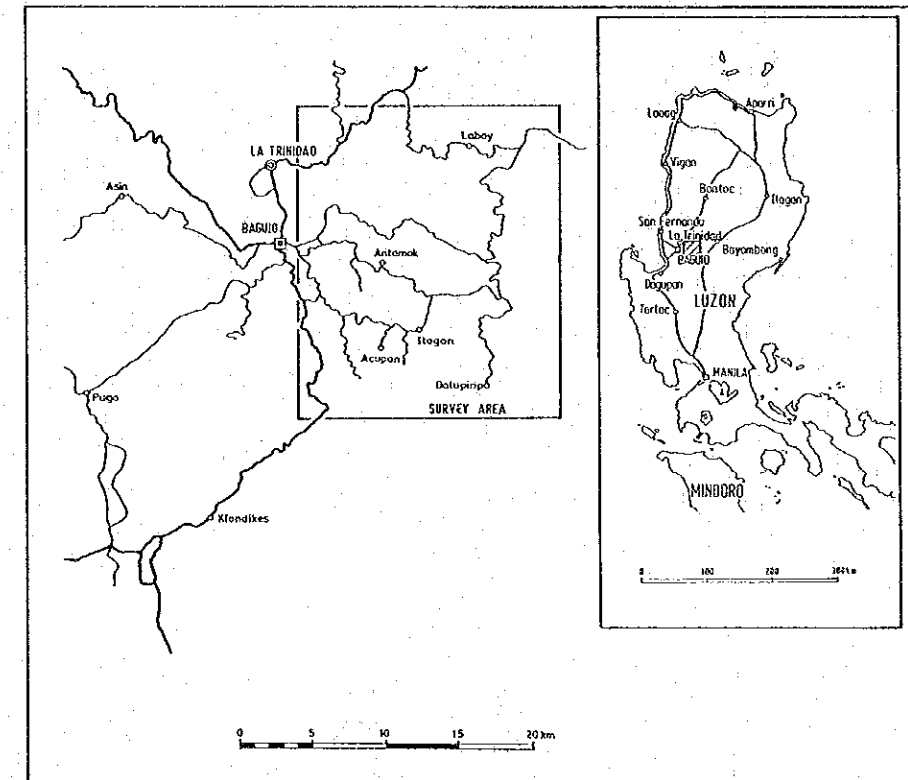 LA TRINIDAD
Asin
BAGUIO
Antamok
Itogon
Acupan
Dalupirip
SURVEY AREA
Pugo
Klondikes
0 5 10 15 20 km
Aparri
Laoag
Vigan
Bontoc
Ilagan
San Fernando
La Trinidad
BAGUIO
Bayombong
Dagupan
LUZON
Tarlac
MANILA
MINDORO
0 100 200